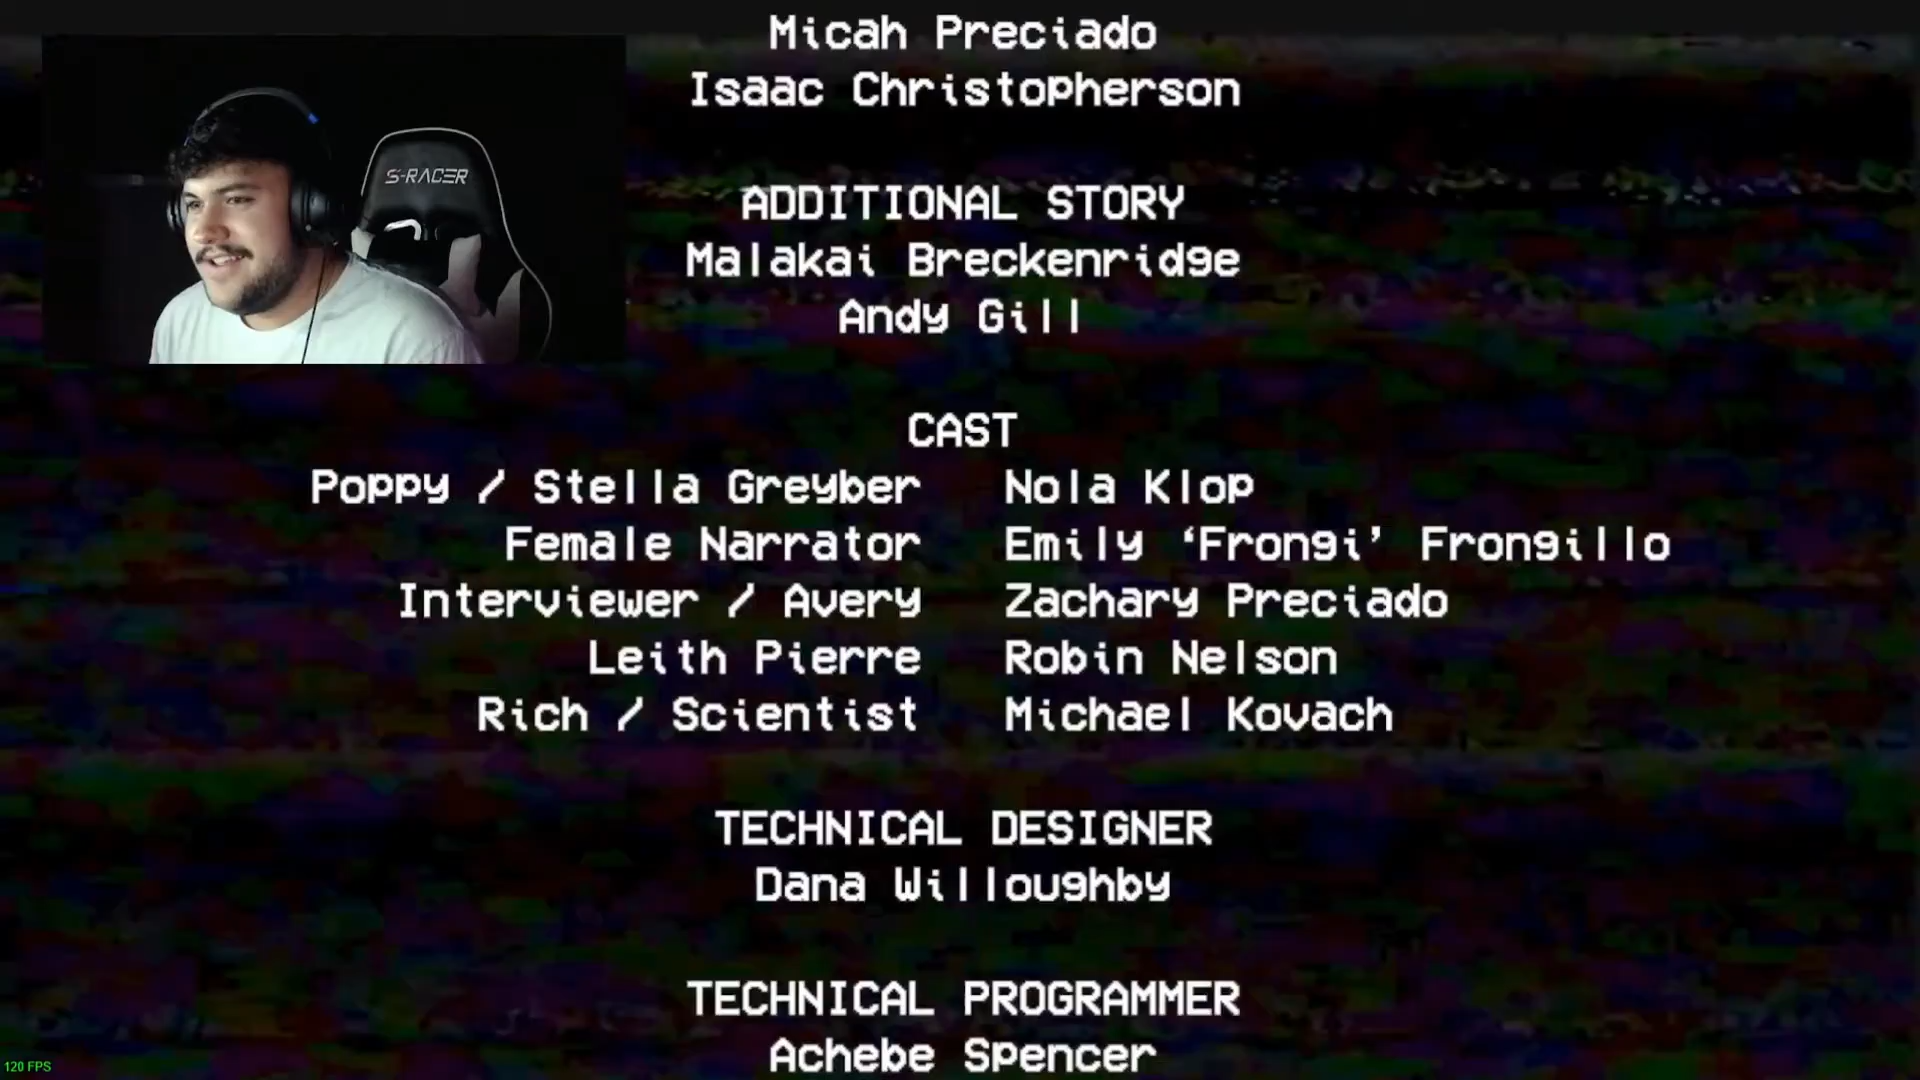 Micah Preciado
Isaac Christopherson
S-RACER
ADDITIONAL STORY
Malakai Breckenridge
Andy Gill
CAST
Poppy / Stella Greyber Nola Klop
Female Narrator Emily ‘Frongi’ Frongillo
Interviewer / Avery Zachary Preciado
Leith Pierre Robin Nelson
Rich / Scientist Michael Kovach
TECHNICAL DESIGNER
Dana Willoughby
TECHNICAL PROGRAMMER
Achebe Spencer
120 FPS